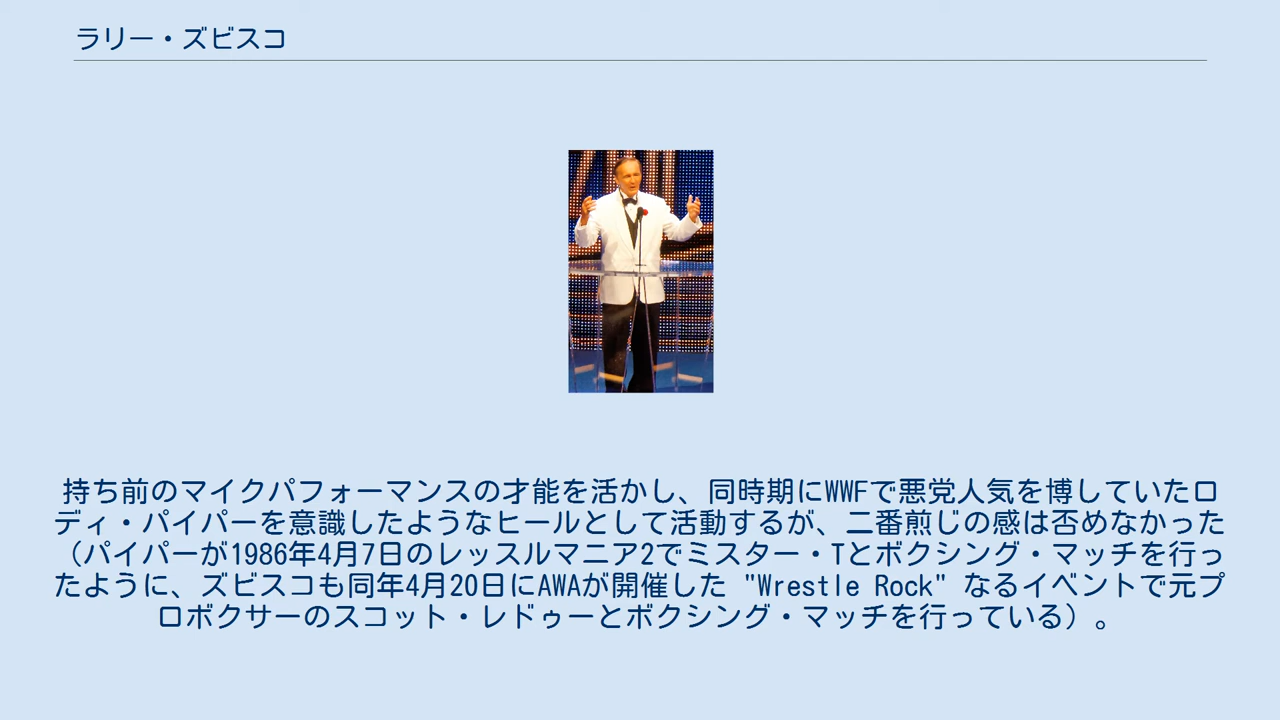 ラリー・ズビスコ
持ち前のマイクパフォーマンスの才能を活かし、同時期にWWFで悪党人気を博していたロ
ディ・パイパーを意識したようなヒールとして活動するが、二番煎じの感は否めなかった
（パイパーが1986年4月7日のレッスルマニア2でミスター・Tとボクシング・マッチを行っ
たように、ズビスコも同年4月20日にAWAが開催した "Wrestle Rock" なるイベントで元プ
ロボクサーのスコット・レドゥーとボクシング・マッチを行っている）。